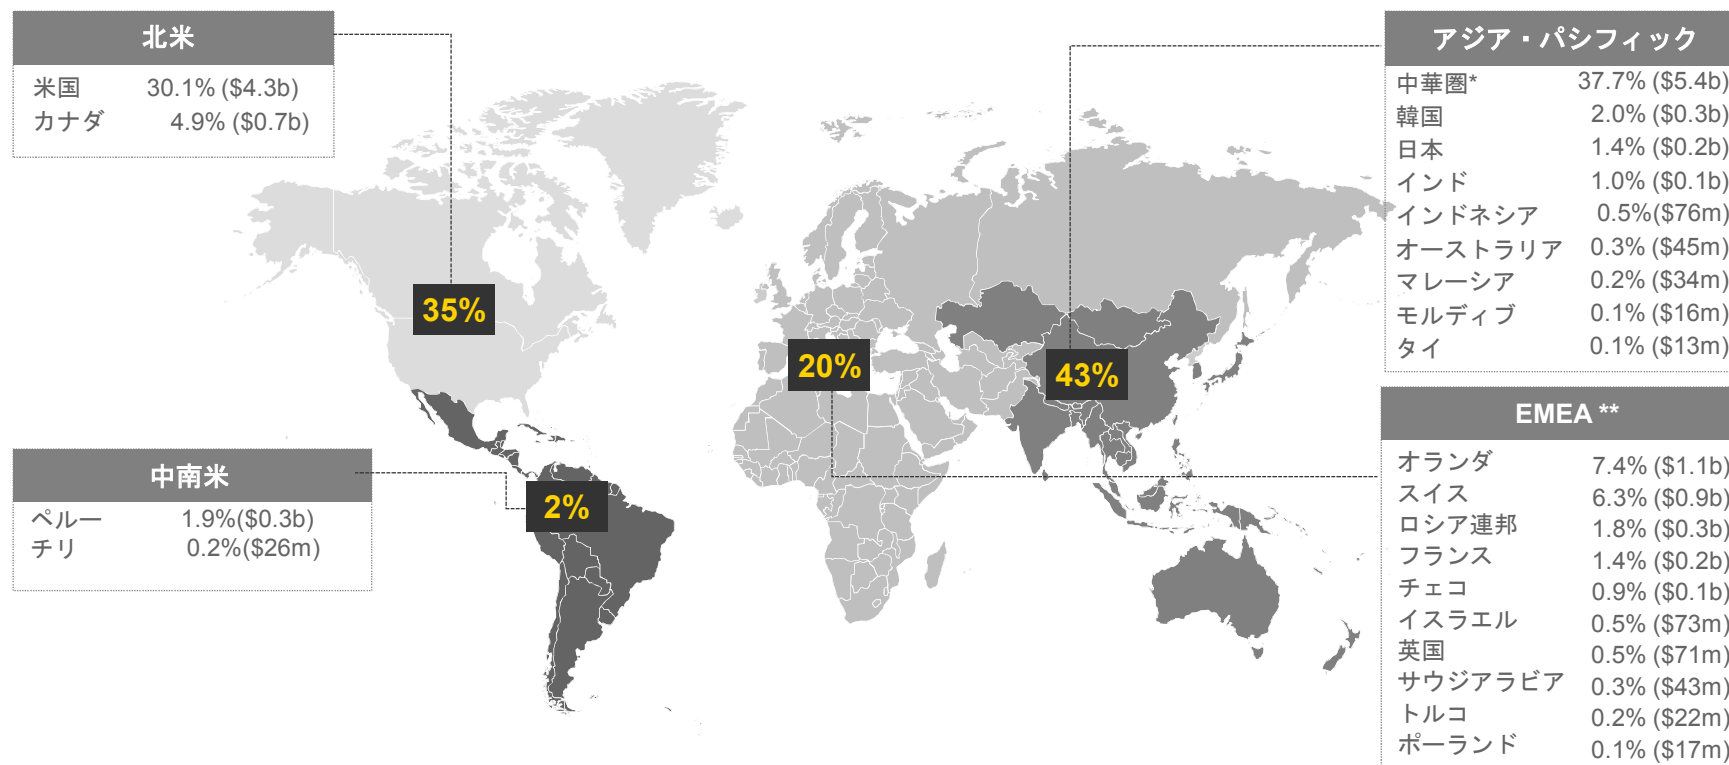 北米
米国 30.1% ($4.3b)
カナダ 4.9% ($0.7b)
35%
中南米
ペルー 1.9%($0.3b)
チリ 0.2%($26m)
2%
20%
43%
アジア・パシフィック
中華圏* 37.7% ($5.4b)
韓国 2.0% ($0.3b)
日本 1.4% ($0.2b)
インド 1.0% ($0.1b)
インドネシア 0.5%($76m)
オーストラリア 0.3% ($45m)
マレーシア 0.2% ($34m)
モルディブ 0.1% ($16m)
タイ 0.1% ($13m)
EMEA **
オランダ 7.4% ($1.1b)
スイス 6.3% ($0.9b)
ロシア連邦 1.8% ($0.3b)
フランス 1.4% ($0.2b)
チェコ 0.9% ($0.1b)
イスラエル 0.5% ($73m)
英国 0.5% ($71m)
サウジアラビア 0.3% ($43m)
トルコ 0.2% ($22m)
ポーランド 0.1% ($17m)